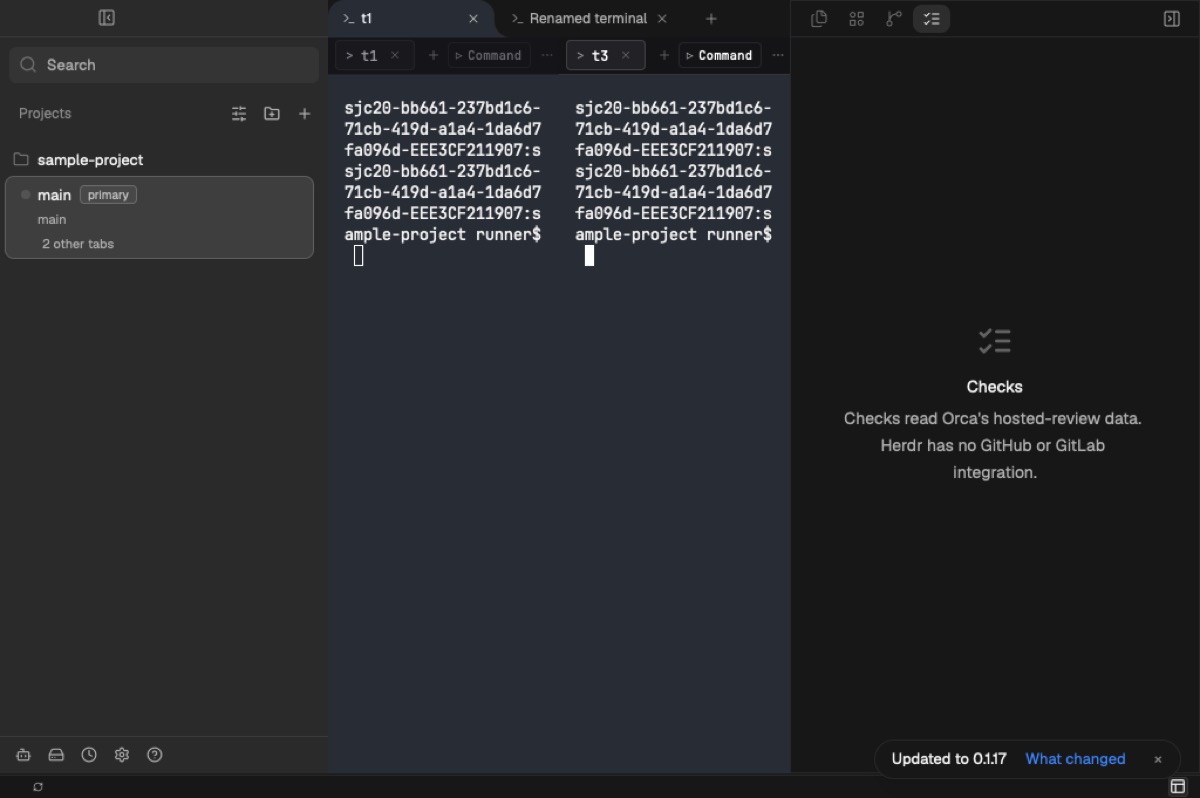 t1
Renamed terminal
Search
> t1
Command
> t3
Command
Projects
sample-project
main primary
main
2 other tabs
sjc20-bb661-237bd1c6-
71cb-419d-a1a4-1da6d7
fa096d-EEE3CF211907:s
sjc20-bb661-237bd1c6-
71cb-419d-a1a4-1da6d7
fa096d-EEE3CF211907:s
ample-project runner$
sjc20-bb661-237bd1c6-
71cb-419d-a1a4-1da6d7
fa096d-EEE3CF211907:s
sjc20-bb661-237bd1c6-
71cb-419d-a1a4-1da6d7
fa096d-EEE3CF211907:s
ample-project runner$
Checks
Checks read Orca's hosted-review data.
Herdr has no GitHub or GitLab
integration.
Updated to 0.1.17 What changed